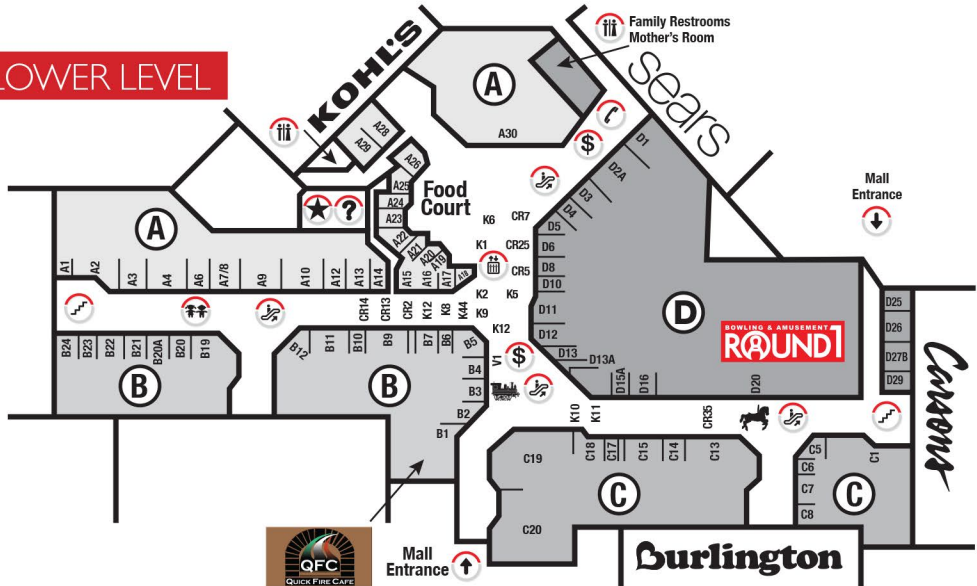 LOWER LEVEL
KOHL'S
Family Restrooms
Mother's Room
sears
A
A30
$
A28
A29
A26
A25
A24
A23
A22
A21
A20
A19
A18
A17
A16
A15
Food
Court
?
K6
CR7
K1
CR25
CR5
K2
K5
K9
K12
D1
D2A
D3
D4
D5
D6
D8
D10
D11
D12
D13
D13A
D15A
D16
D20
D
BOWLING & AMUSEMENT
ROUND1
Mall
Entrance
D25
D26
D27B
D29
Carsons
A
A1
A2
A3
A4
A6
A7/8
A9
A10
A12
A13
A14
CR14
CR13
CR2
K12
K8
K44
B24
B23
B22
B21
B20A
B20
B19
B
B12
B11
B10
B9
B7
B6
B5
B4
B3
B2
B1
B
V1
$
K10
K11
CR35
C19
C20
C18
C17
C15
C14
C13
C
C5
C6
C7
C8
C1
C
QFC
QUICK FIRE CAFE
Mall
Entrance
Burlington